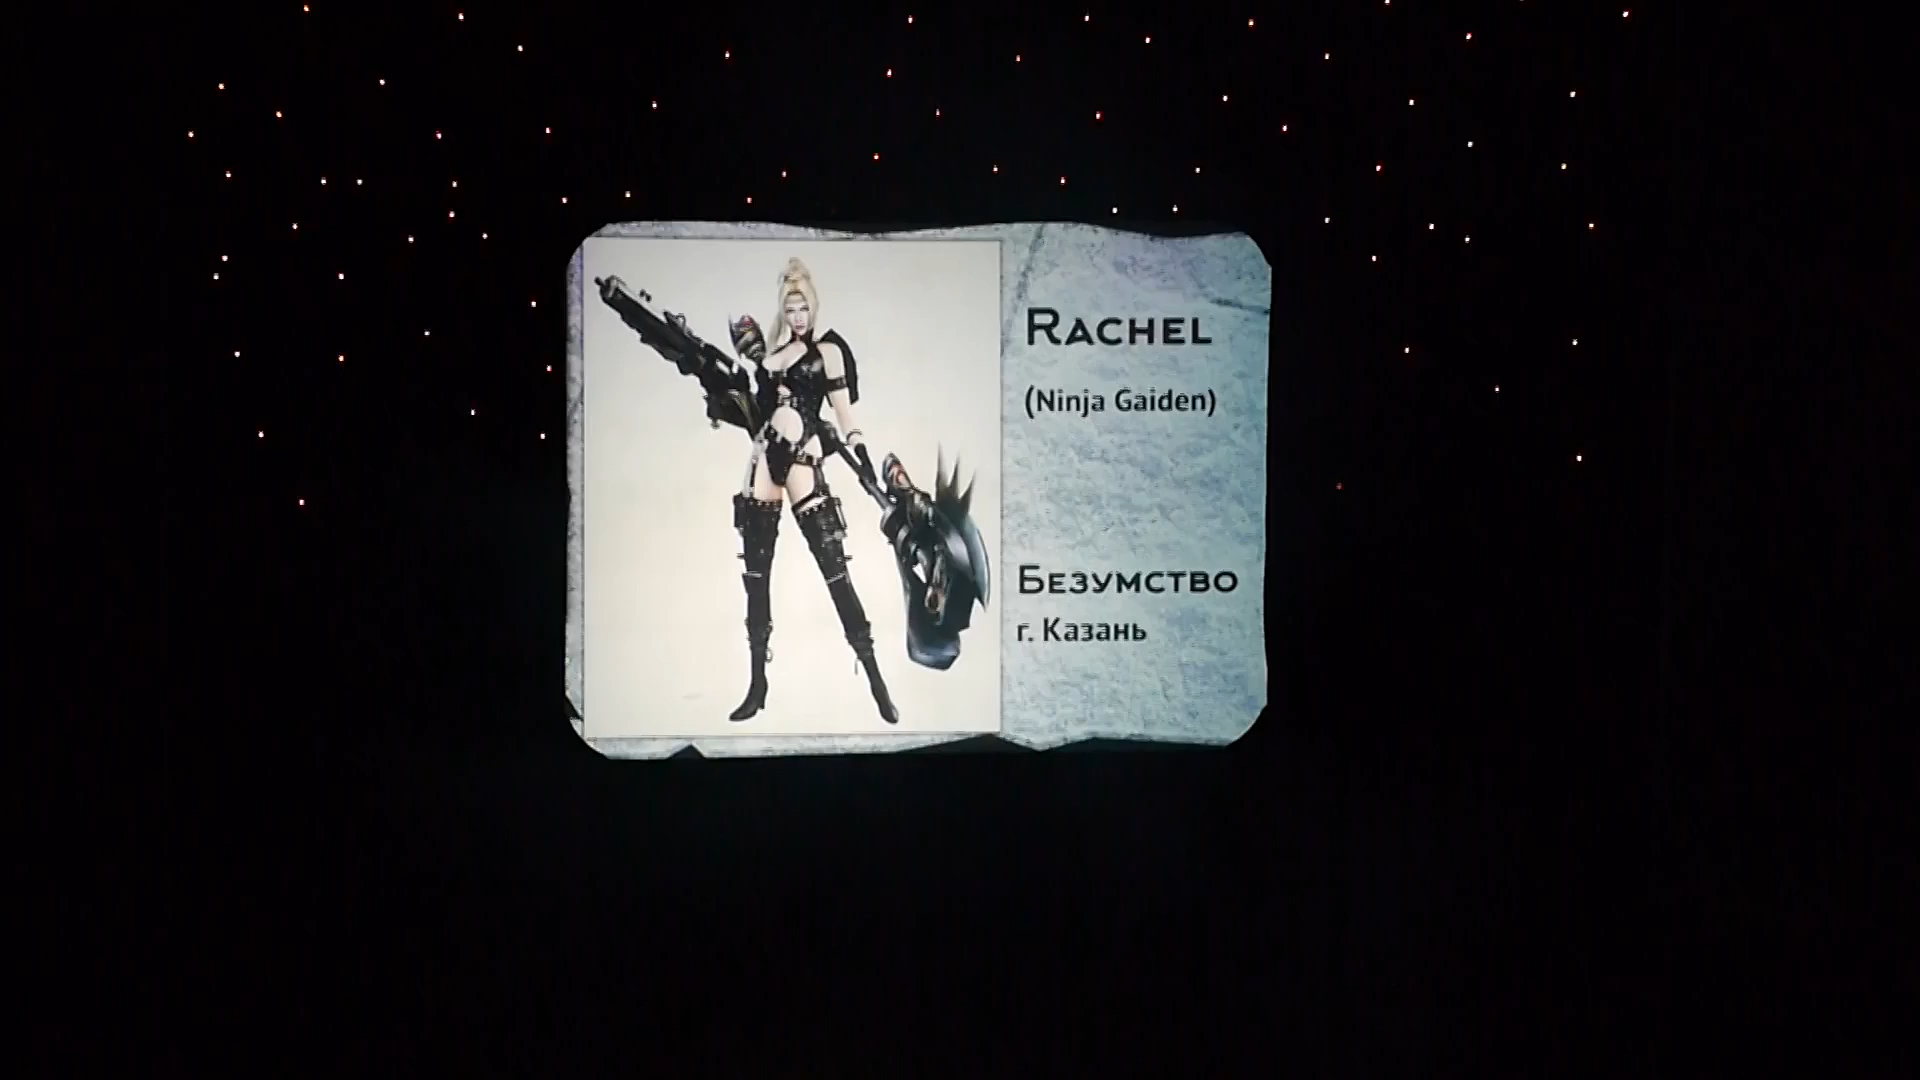 Rachel
(Ninja Gaiden)
Безумство
г. Казань